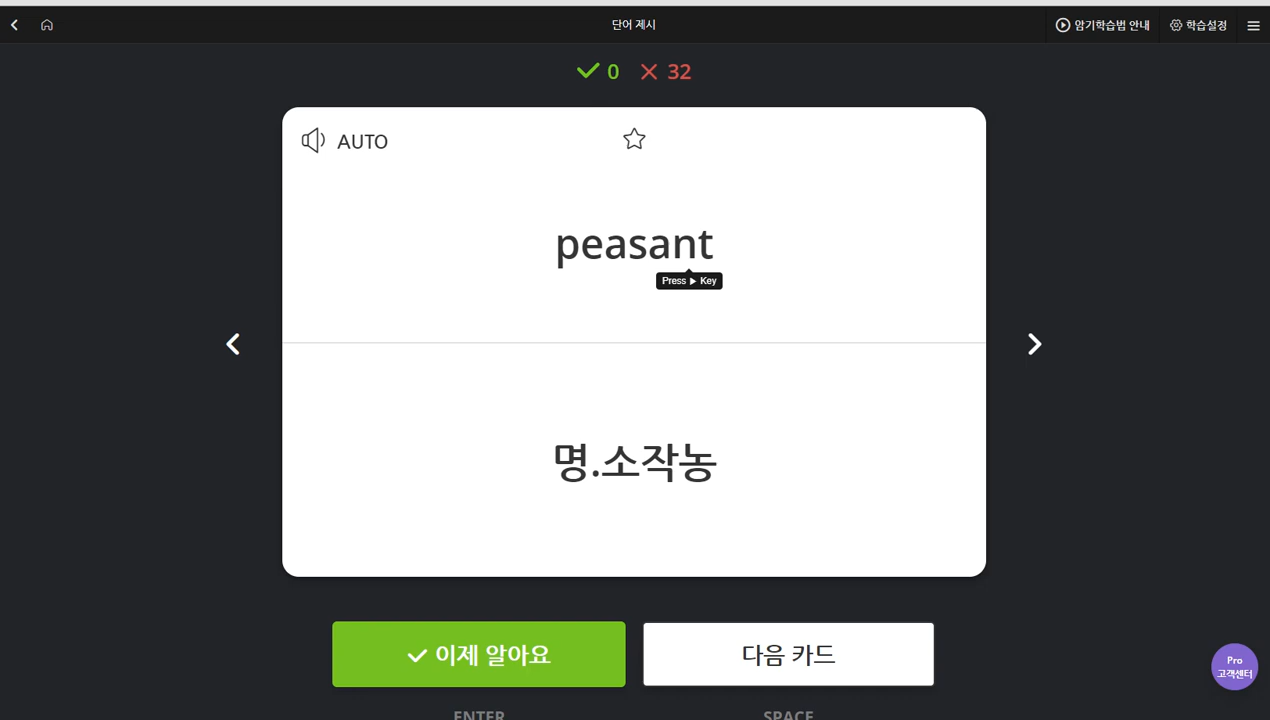 단어 제시
암기학습법 안내
학습설정
0
32
AUTO
peasant
Press ▶ Key
명.소작농
이제 알아요
다음 카드
Pro
고객센터
ENTER
SPACE